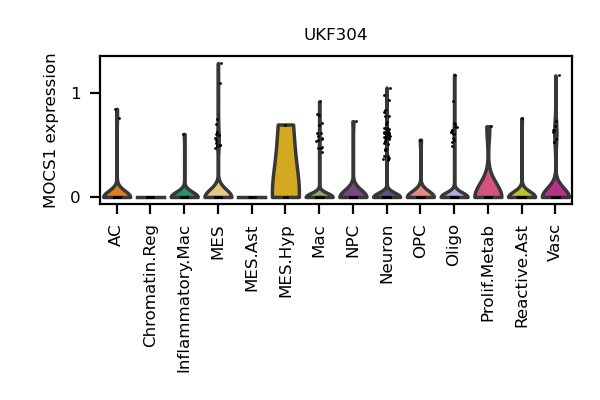 UKF304
MOCS1 expression
1
0
AC
Chromatin.Reg
Inflammatory.Mac
MES
MES.Ast
MES.Hyp
Mac
NPC
Neuron
OPC
Oligo
Prolif.Metab
Reactive.Ast
Vasc